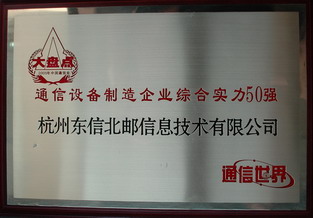 大盘点
通信设备制造企业综合实力50强
杭州东信北邮信息技术有限公司
通信世界